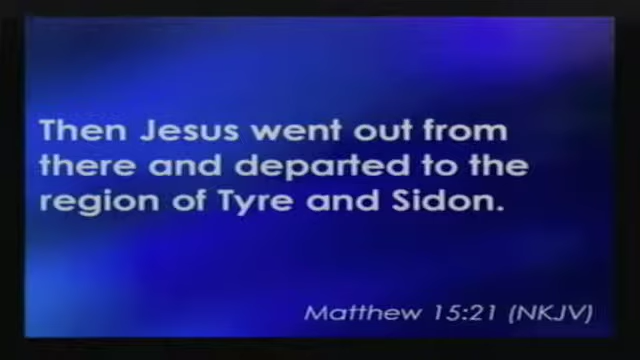 Then Jesus went out from
there and departed to the
region of Tyre and Sidon.
Matthew 15:21 (NKJV)